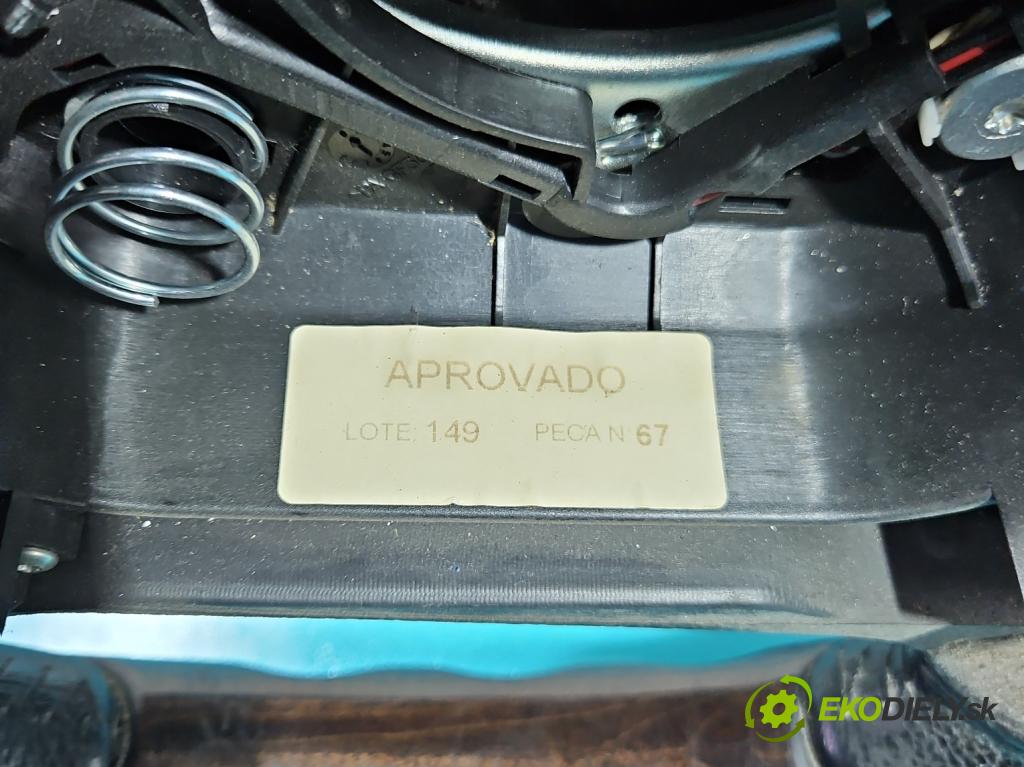 APROVADO
LOTE: 149 PECA N 67
EKODIELY.sk